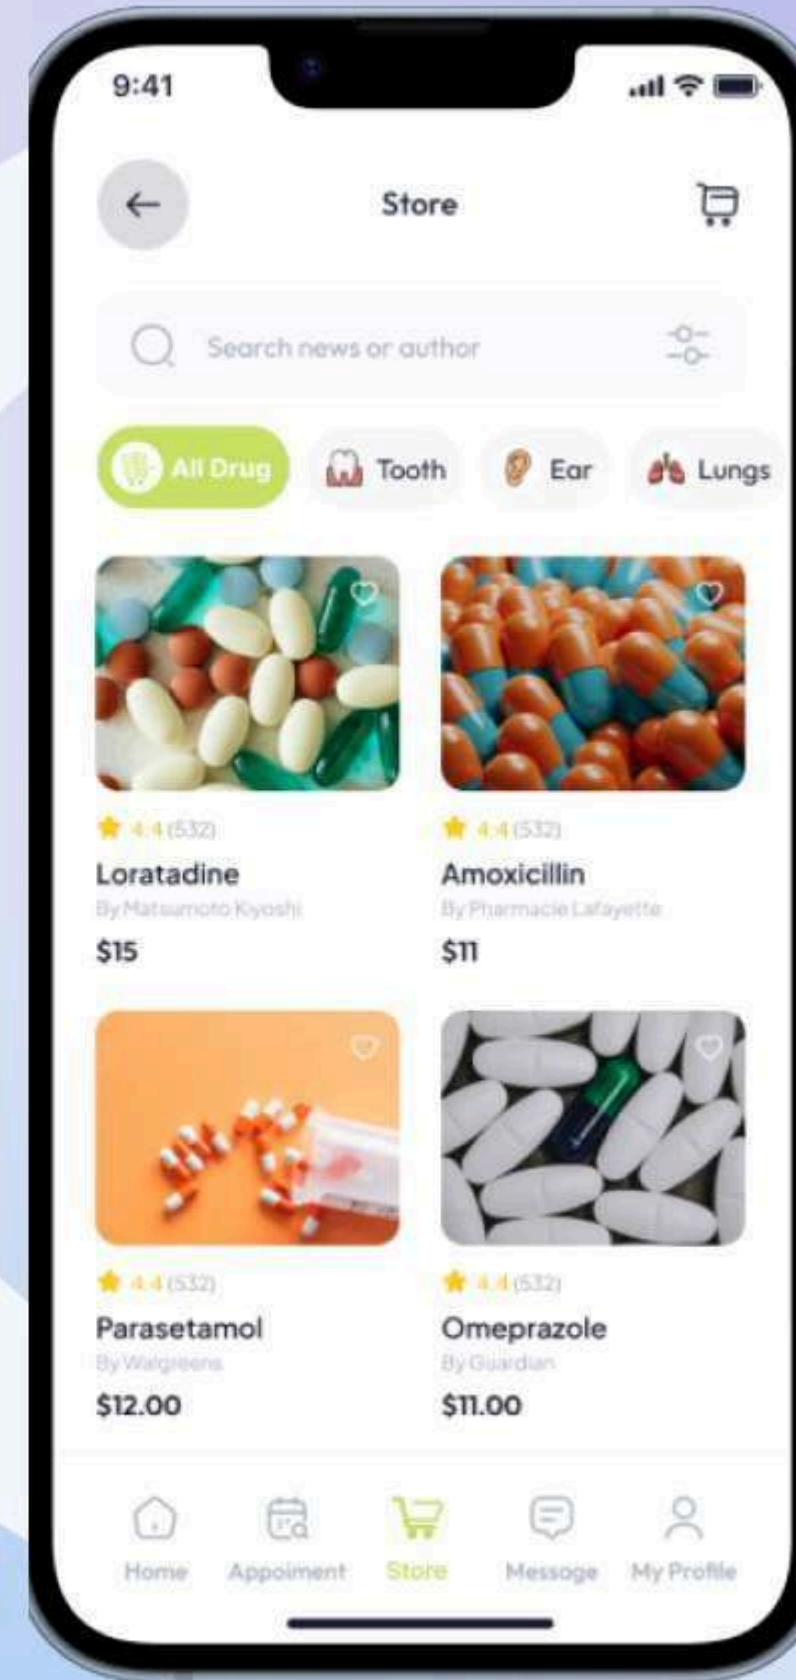 9:41
Store
Search news or author
All Drug Tooth Ear Lungs
4.4 (532)
Loratadine
By Matsumoto Kiyoshi
$15
4.4 (532)
Amoxicillin
By Pharmacie Lafayette
$11
4.4 (532)
Parasetamol
By Walgreens
$12.00
4.4 (532)
Omeprazole
By Guardian
$11.00
Home Appoiment Store Message My Profile